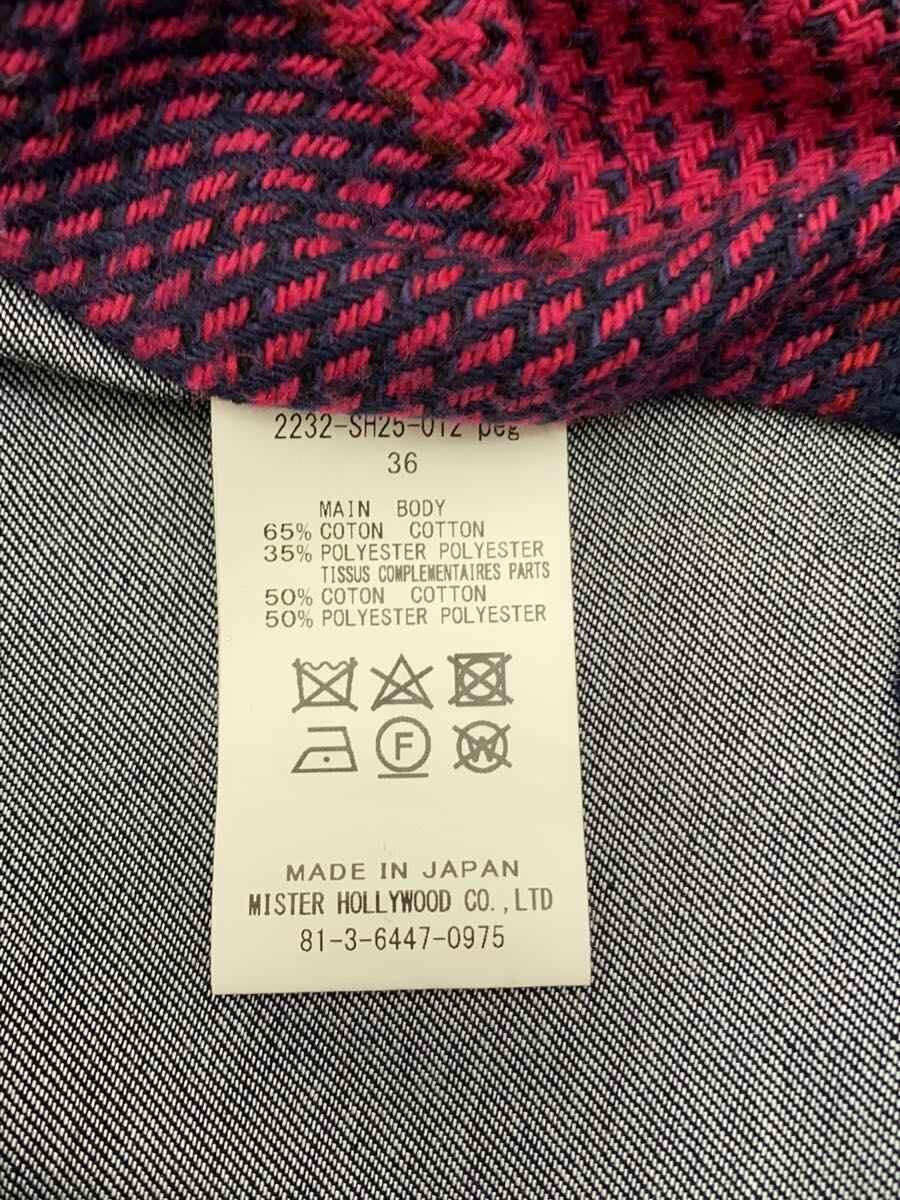 2232-SH25-012 peg
36
MAIN BODY
65% COTON COTTON
35% POLYESTER POLYESTER
TISSUS COMPLEMENTAIRES PARTS
50% COTON COTTON
50% POLYESTER POLYESTER
F W
MADE IN JAPAN
MISTER HOLLYWOOD CO.,LTD
81-3-6447-0975